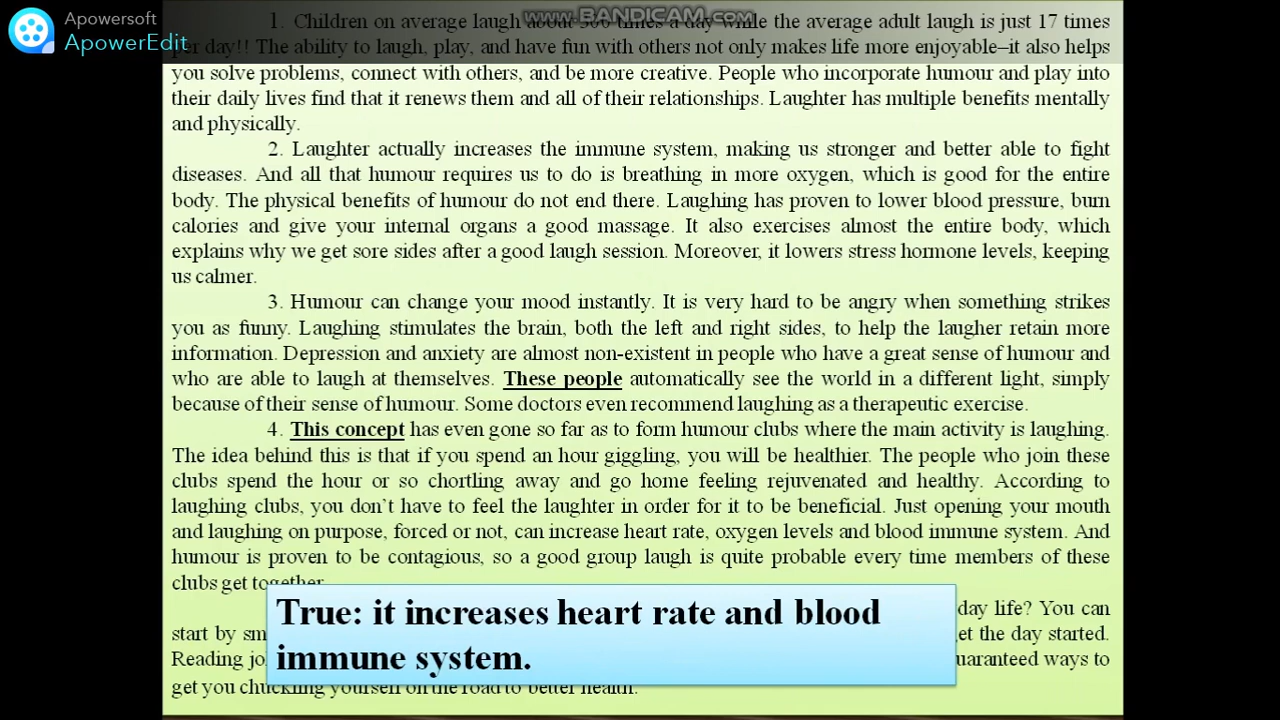 Apowersoft
ApowerEdit
www.BANDICAM.com
1. Children on average laugh about 300 times a day while the average adult laugh is just 17 times
per day!! The ability to laugh, play, and have fun with others not only makes life more enjoyable–it also helps
you solve problems, connect with others, and be more creative. People who incorporate humour and play into
their daily lives find that it renews them and all of their relationships. Laughter has multiple benefits mentally
and physically.
2. Laughter actually increases the immune system, making us stronger and better able to fight
diseases. And all that humour requires us to do is breathing in more oxygen, which is good for the entire
body. The physical benefits of humour do not end there. Laughing has proven to lower blood pressure, burn
calories and give your internal organs a good massage. It also exercises almost the entire body, which
explains why we get sore sides after a good laugh session. Moreover, it lowers stress hormone levels, keeping
us calmer.
3. Humour can change your mood instantly. It is very hard to be angry when something strikes
you as funny. Laughing stimulates the brain, both the left and right sides, to help the laugher retain more
information. Depression and anxiety are almost non-existent in people who have a great sense of humour and
who are able to laugh at themselves. These people automatically see the world in a different light, simply
because of their sense of humour. Some doctors even recommend laughing as a therapeutic exercise.
4. This concept has even gone so far as to form humour clubs where the main activity is laughing.
The idea behind this is that if you spend an hour giggling, you will be healthier. The people who join these
clubs spend the hour or so chortling away and go home feeling rejuvenated and healthy. According to
laughing clubs, you don't have to feel the laughter in order for it to be beneficial. Just opening your mouth
and laughing on purpose, forced or not, can increase heart rate, oxygen levels and blood immune system. And
humour is proven to be contagious, so a good group laugh is quite probable every time members of these
clubs get together.
day life? You can
start by et the day started.
Reading ways to
get you chuckling yourself on the road to better health.
True: it increases heart rate and blood
immune system.